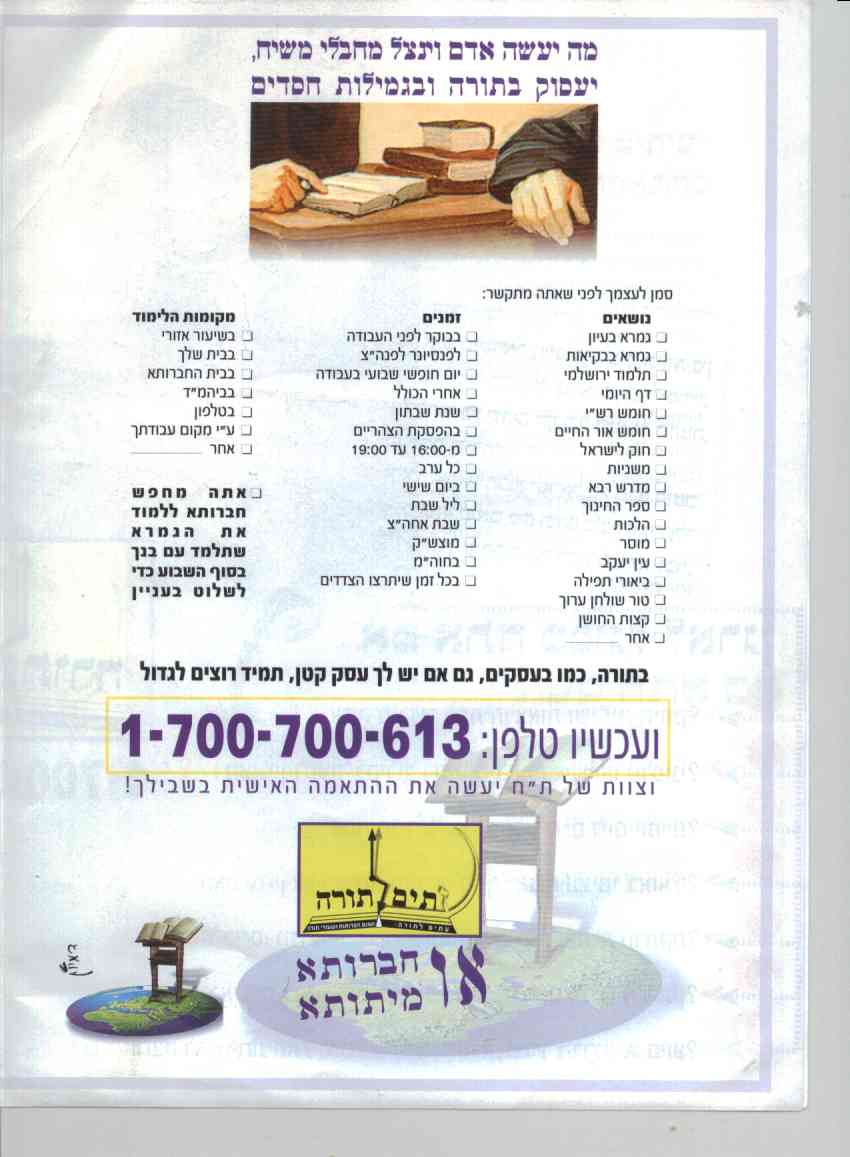 מה יעשה אדם וינצל מחבלי משיח,
יעסוק בתורה ובגמילות חסדים
סמן לעצמך לפני שאתה מתקשר:
נושאים
גמרא בעיון
גמרא בבקיאות
תלמוד ירושלמי
דף היומי
חומש רש"י
חומש אור החיים
חוק לישראל
משניות
מדרש רבא
ספר החינוך
הלכות
מוסר
עין יעקב
ביאורי תפילה
טור שולחן ערוך
קצות החושן
אחר
זמנים
בבוקר לפני העבודה
לפנסיונר לפנה"צ
יום חופשי שבועי בעבודה
אחרי הכולל
שנת שבתון
בהפסקת הצהריים
מ-16:00 עד 19:00
כל ערב
ביום שישי
ליל שבת
שבת אחה"צ
מוצש"ק
בחוה"מ
בכל זמן שיתרצו הצדדים
מקומות הלימוד
בשיעור אזורי
בבית שלך
בבית החברותא
בביהמ"ד
בטלפון
ע"י מקום עבודתך
אחר
אתה מחפש
חברותא ללמוד
את הגמרא
שתלמד עם בנך
בסוף השבוע כדי
לשלוט בעניין
בתורה, כמו בעסקים, גם אם יש לך עסק קטן, תמיד רוצים לגדול
ועכשיו טלפן: 1-700-700-613
וצוות של ת"ח יעשה את ההתאמה האישית בשבילך!
תורה
עתים לתורה
או חברותא
מיתותא